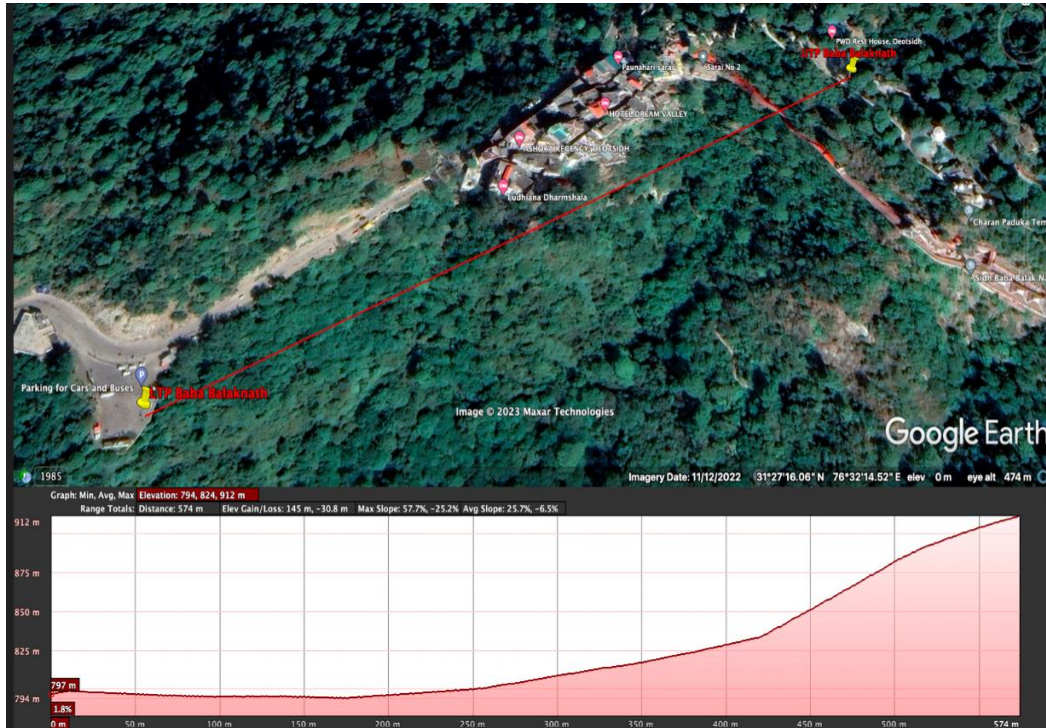 PWD Rest House, Deotsidh
UTP Baba Balaknath
Paunahari sarai
Sarai No 2
HOTEL DREAM VALLEY
ASHOKA REGENCY, DEOTSIDH
Ludhiana Dharmshala
Charan Paduka Tem
Sidh Baba Balak Na
Parking for Cars and Buses
P
LTP Baba Balaknath
Image © 2023 Maxar Technologies
Google Earth
1985
Imagery Date: 11/12/2022 31°27'16.06" N 76°32'14.52" E elev 0 m eye alt 474 m
Graph: Min, Avg, Max Elevation: 794, 824, 912 m
Range Totals: Distance: 574 m Elev Gain/Loss: 145 m, -30.8 m Max Slope: 57.7%, -25.2% Avg Slope: 25.7%, -6.5%
912 m
875 m
850 m
825 m
797 m
794 m
1.8%
0 m 50 m 100 m 150 m 200 m 250 m 300 m 350 m 400 m 450 m 500 m 574 m